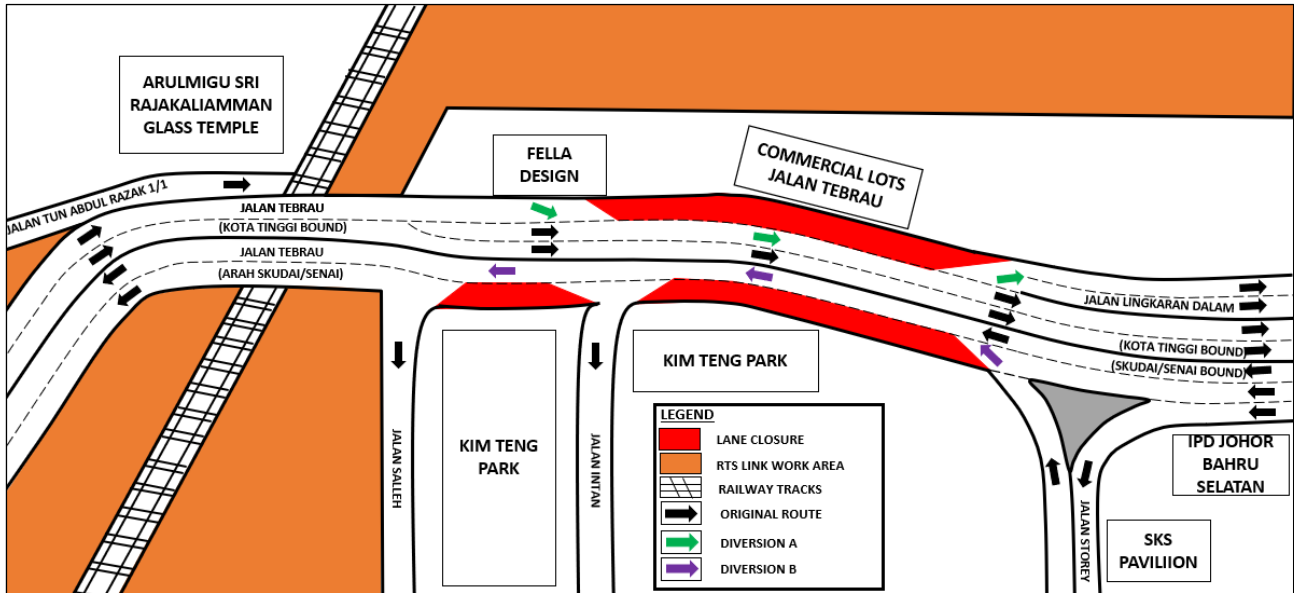 ARULMIGU SRI
RAJAKALIAMMAN
GLASS TEMPLE
JALAN TUN ABDUL RAZAK 1/1
FELLA
DESIGN
COMMERCIAL LOTS
JALAN TEBRAU
JALAN TEBRAU
(KOTA TINGGI BOUND)
JALAN TEBRAU
(ARAH SKUDAI/SENAI)
JALAN LINGKARAN DALAM
(KOTA TINGGI BOUND)
(SKUDAI/SENAI BOUND)
KIM TENG PARK
JALAN SALLEH
KIM TENG
PARK
JALAN INTAN
LEGEND
LANE CLOSURE
RTS LINK WORK AREA
RAILWAY TRACKS
ORIGINAL ROUTE
DIVERSION A
DIVERSION B
JALAN STOREY
IPD JOHOR
BAHRU
SELATAN
SKS
PAVILIION